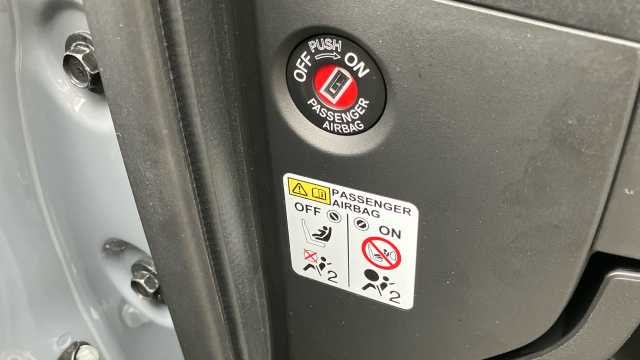 PUSH
OFF ON
PASSENGER
AIRBAG
PASSENGER
AIRBAG
OFF
ON
2
2